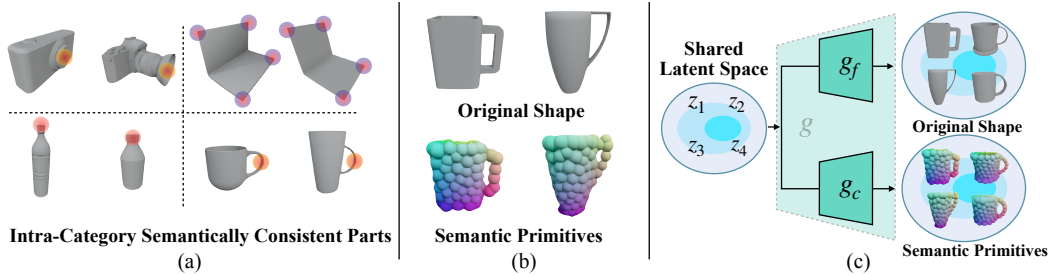 Intra-Category Semantically Consistent Parts
(a)
Original Shape
Semantic Primitives
(b)
Shared
Latent Space
z1 z2
z3 z4
g
gf
gc
Original Shape
Semantic Primitives
(c)